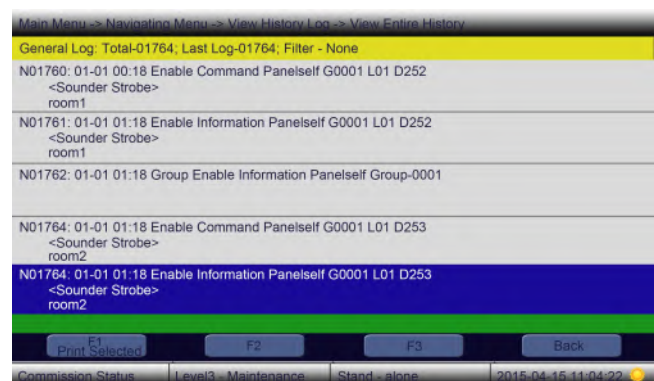 Main Menu -> Navigating Menu -> View History Log -> View Entire History
General Log: Total-01764; Last Log-01764; Filter - None
N01760: 01-01 00:18 Enable Command Panelself G0001 L01 D252
<Sounder Strobe>
room1
N01761: 01-01 01:18 Enable Information Panelself G0001 L01 D252
<Sounder Strobe>
room1
N01762: 01-01 01:18 Group Enable Information Panelself Group-0001
N01764: 01-01 01:18 Enable Command Panelself G0001 L01 D253
<Sounder Strobe>
room2
N01764: 01-01 01:18 Enable Information Panelself G0001 L01 D253
<Sounder Strobe>
room2
F1 F2 F3 Back
Print Selected
Commission Status Level3 - Maintenance Stand - alone 2015-04-15 11:04:22